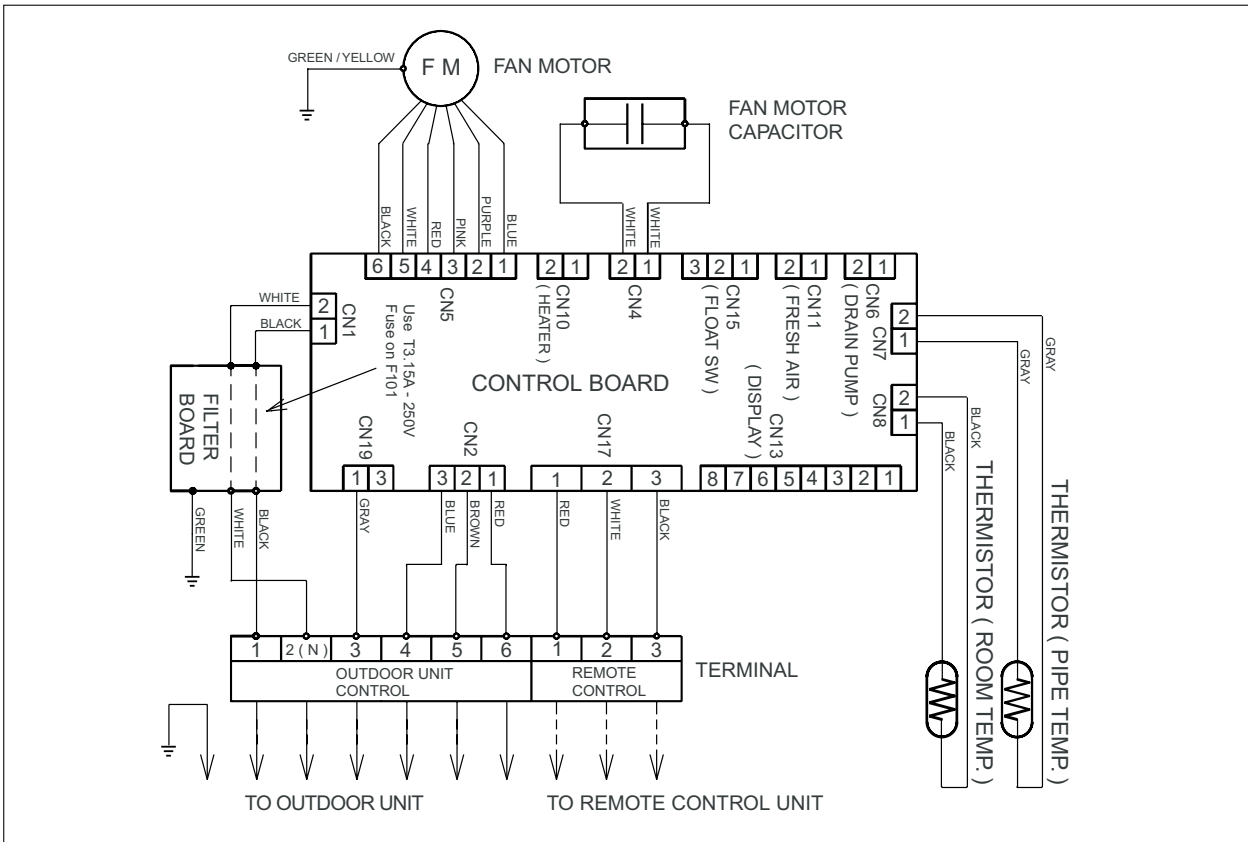 GREEN / YELLOW
F M
FAN MOTOR
FAN MOTOR
CAPACITOR
BLACK
WHITE
RED
PINK
PURPLE
BLUE
WHITE
WHITE
6 5 4 3 2 1
CN5
2 1
CN10
( HEATER )
2 1
CN4
3 2 1
CN15
( FLOAT SW )
2 1
CN11
( FRESH AIR )
2 1
CN6
( DRAIN PUMP )
WHITE
BLACK
2
1
CN1
Use T3.15A - 250V
Fuse on F101
CONTROL BOARD
2
1
CN7
GRAY
GRAY
2
1
CN8
BLACK
BLACK
FILTER
BOARD
CN19
1 3
CN2
3 2 1
CN17
1 2 3
CN13
( DISPLAY )
8 7 6 5 4 3 2 1
GREEN
WHITE
BLACK
GRAY
BLUE
BROWN
RED
RED
WHITE
BLACK
THERMISTOR ( ROOM TEMP. )
THERMISTOR ( PIPE TEMP. )
1 2 ( N ) 3 4 5 6 1 2 3
OUTDOOR UNIT
CONTROL
REMOTE
CONTROL
TERMINAL
TO OUTDOOR UNIT
TO REMOTE CONTROL UNIT